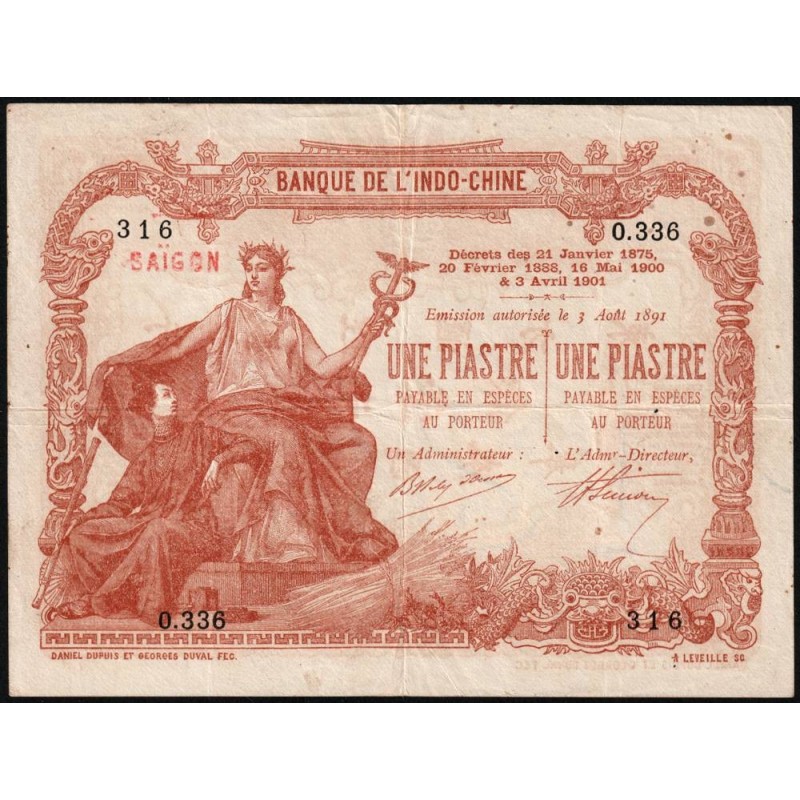 BANQUE DE L'INDO-CHINE
316
0.336
SAÏGON
Décrets des 21 Janvier 1875,
20 Février 1888, 16 Mai 1900
& 3 Avril 1901
Emission autorisée le 3 Août 1891
UNE PIASTRE
PAYABLE EN ESPÈCES
AU PORTEUR
Un Administrateur :
UNE PIASTRE
PAYABLE EN ESPÈCES
AU PORTEUR
L'Admr-Directeur,
0.336
316
DANIEL DUPUIS ET GEORGES DUVAL FEC.
A LEVEILLE SC